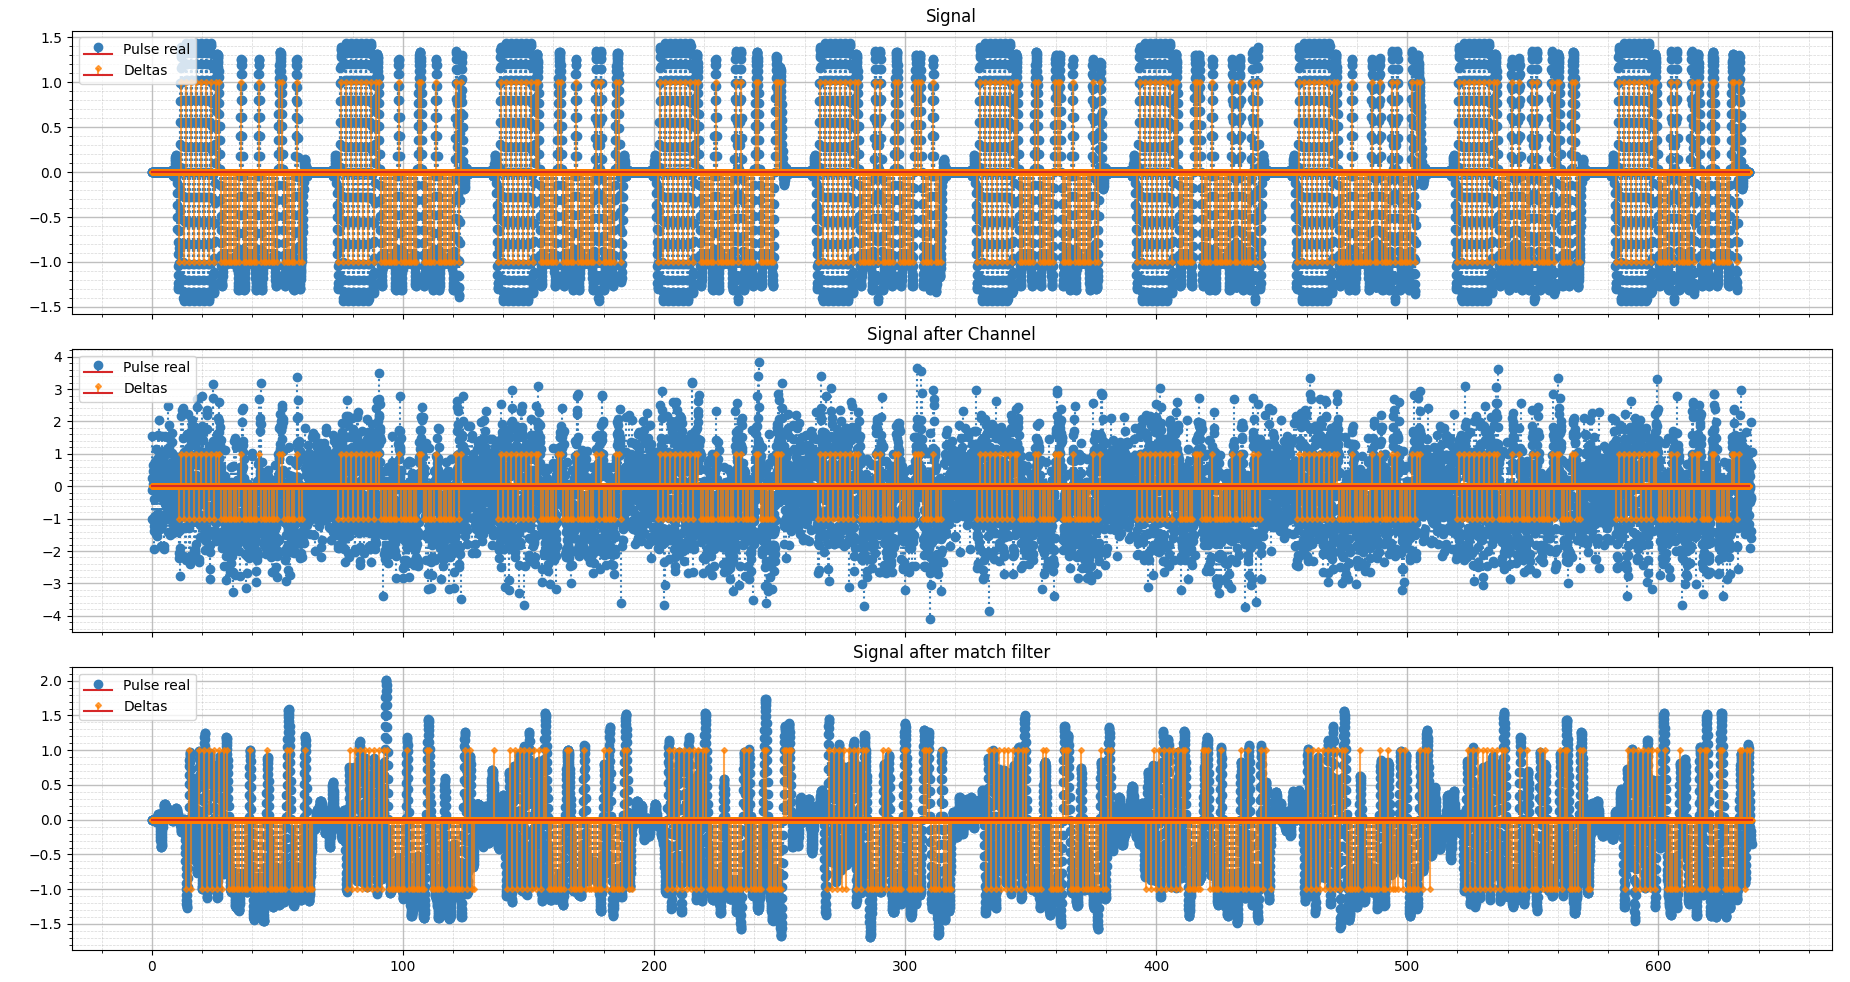 Signal
1.5
1.0
0.5
0.0
−0.5
−1.0
−1.5
Pulse real
Deltas
Signal after Channel
4
3
2
1
0
−1
−2
−3
−4
Pulse real
Deltas
Signal after match filter
2.0
1.5
1.0
0.5
0.0
−0.5
−1.0
−1.5
Pulse real
Deltas
0 100 200 300 400 500 600